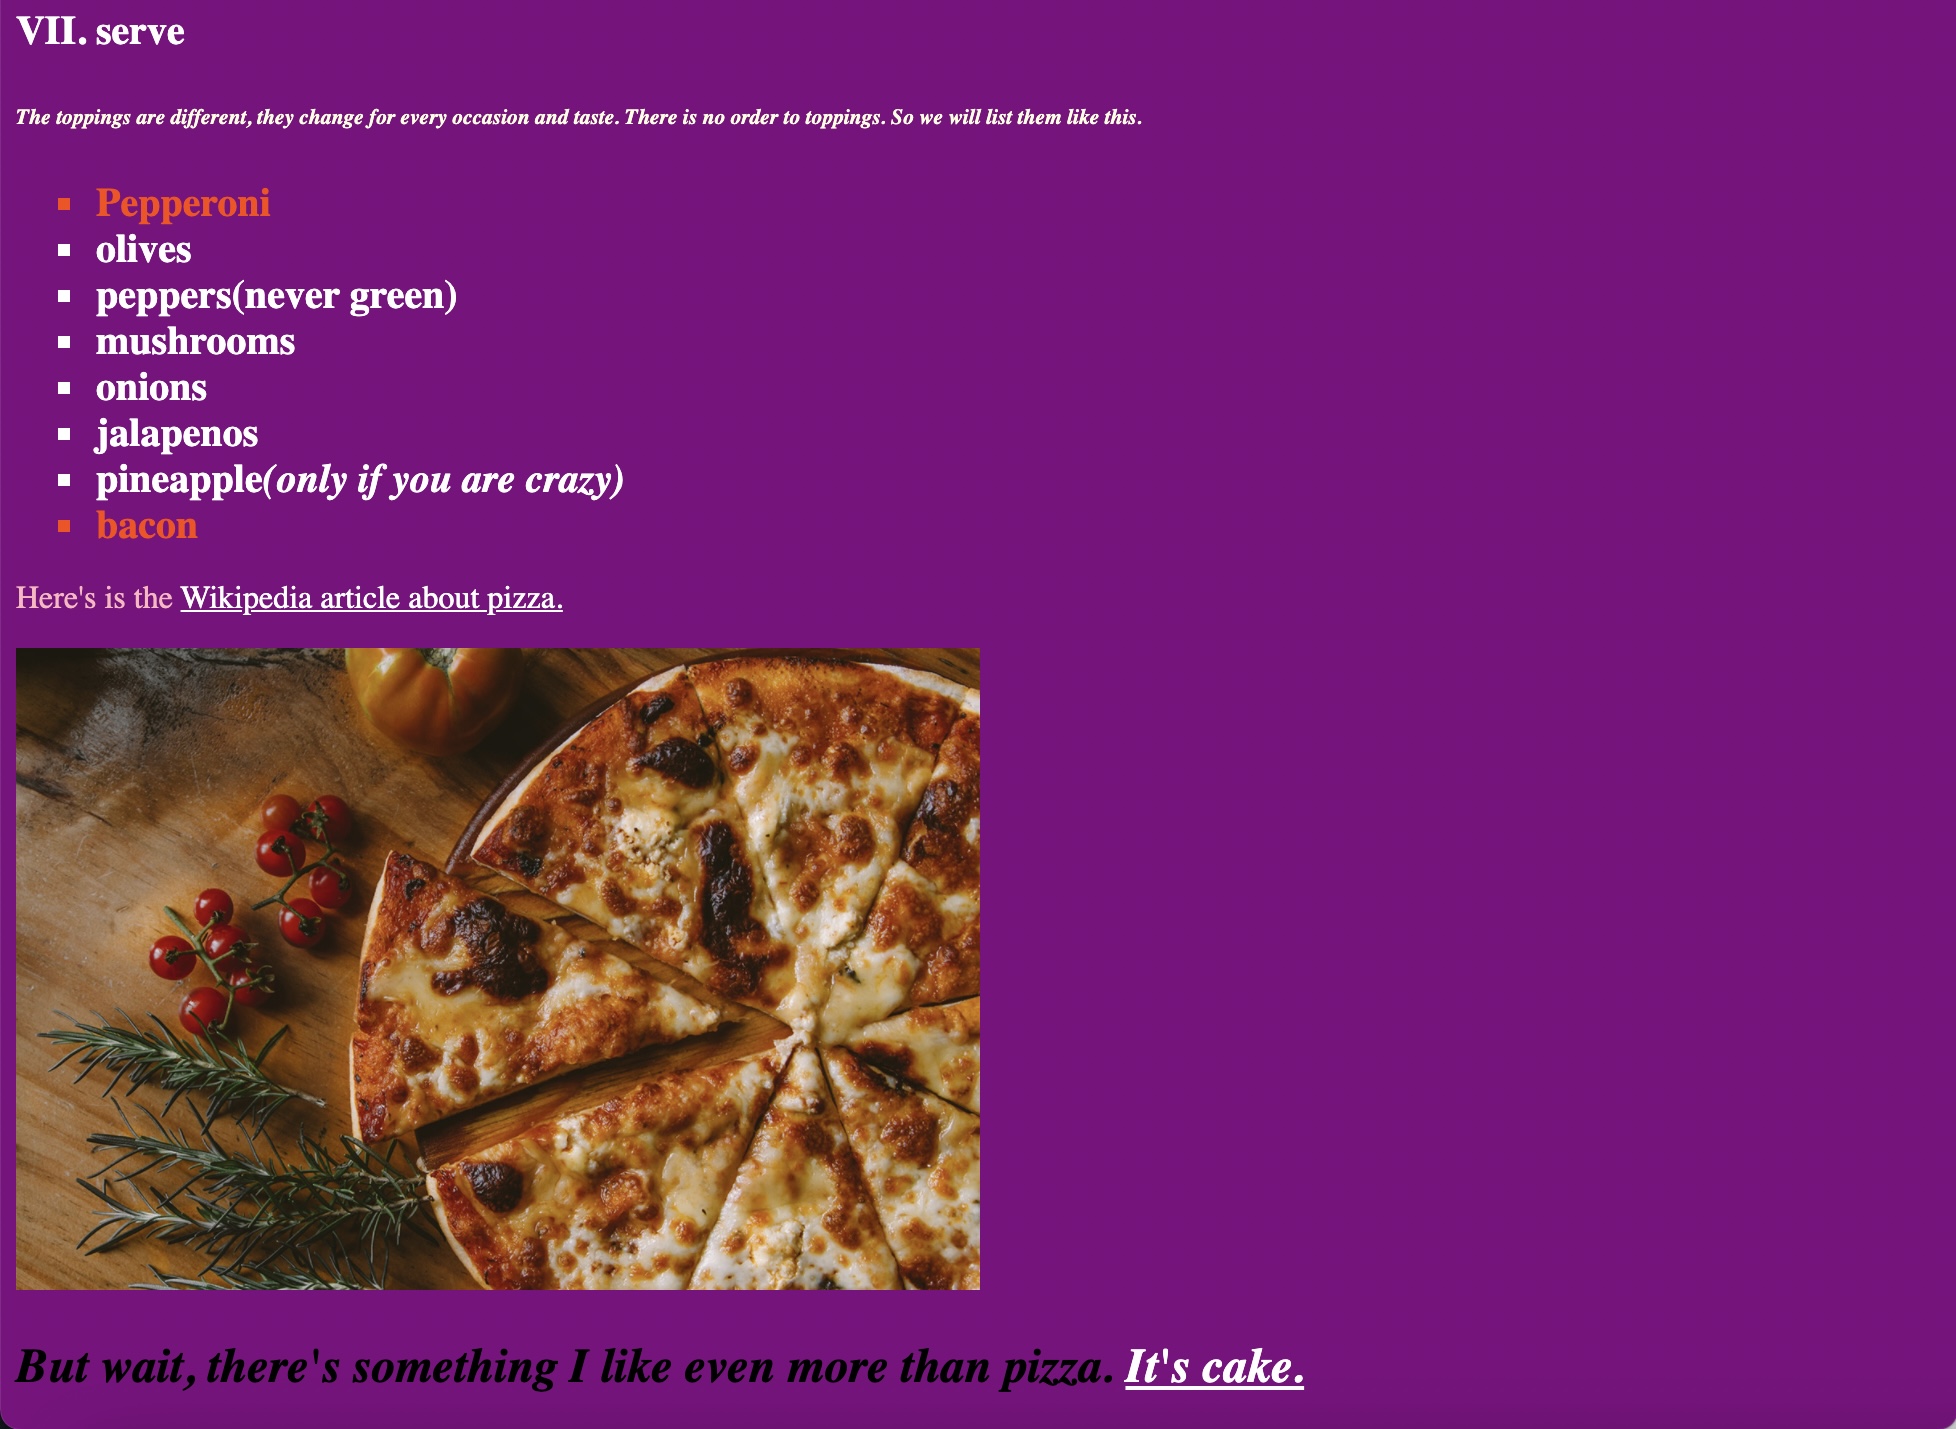 VII. serve
The toppings are different, they change for every occasion and taste. There is no order to toppings. So we will list them like this.
Pepperoni
olives
peppers(never green)
mushrooms
onions
jalapenos
pineapple(only if you are crazy)
bacon
Here's is the Wikipedia article about pizza.
But wait, there's something I like even more than pizza. It's cake.